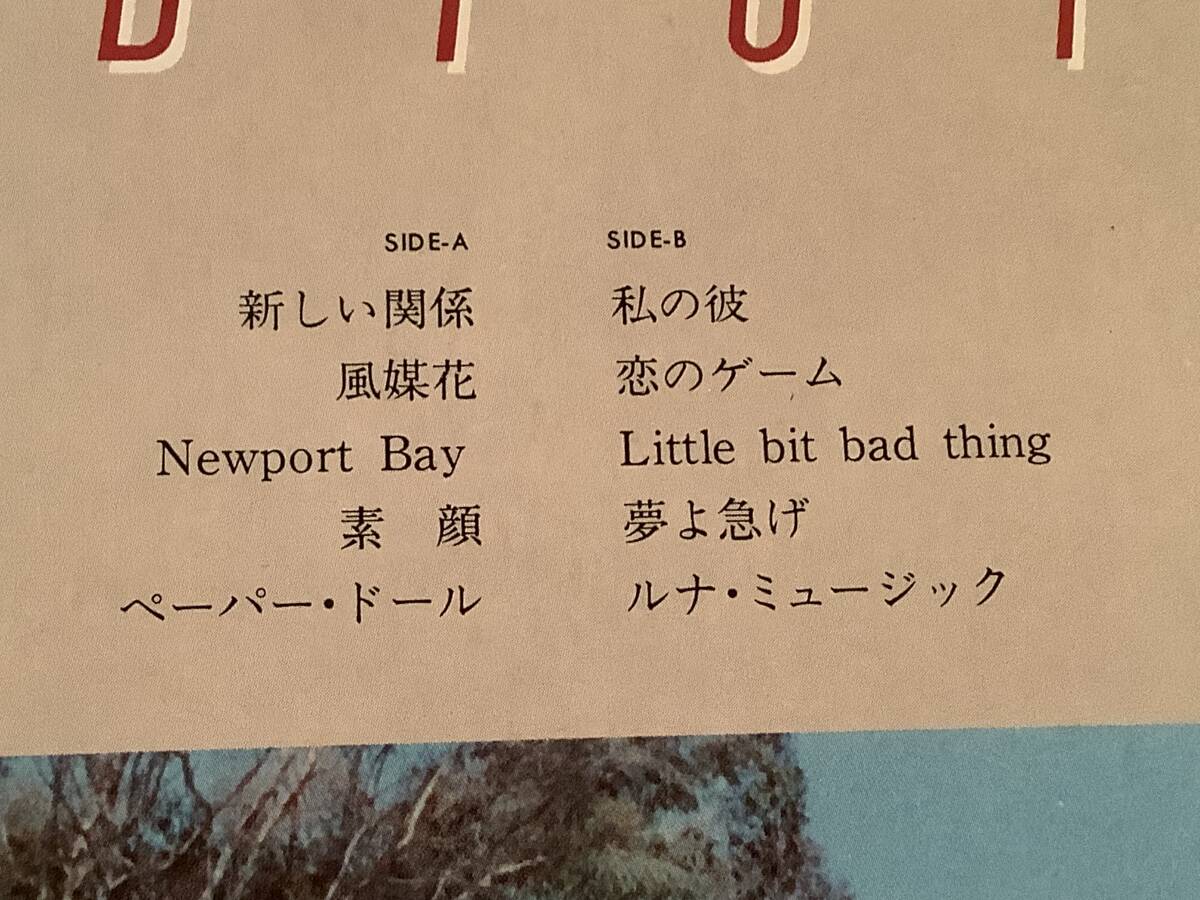 SIDE-A
新しい関係
風媒花
Newport Bay
素 顔
ペーパー・ドール
SIDE-B
私の彼
恋のゲーム
Little bit bad thing
夢よ急げ
ルナ・ミュージック